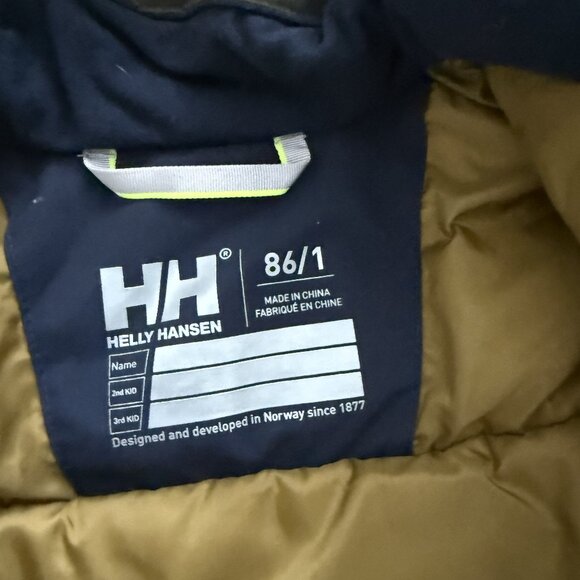 HH®
HELLY HANSEN
86/1
MADE IN CHINA
FABRIQUÉ EN CHINE
Name
2nd KID
3rd KID
Designed and developed in Norway since 1877